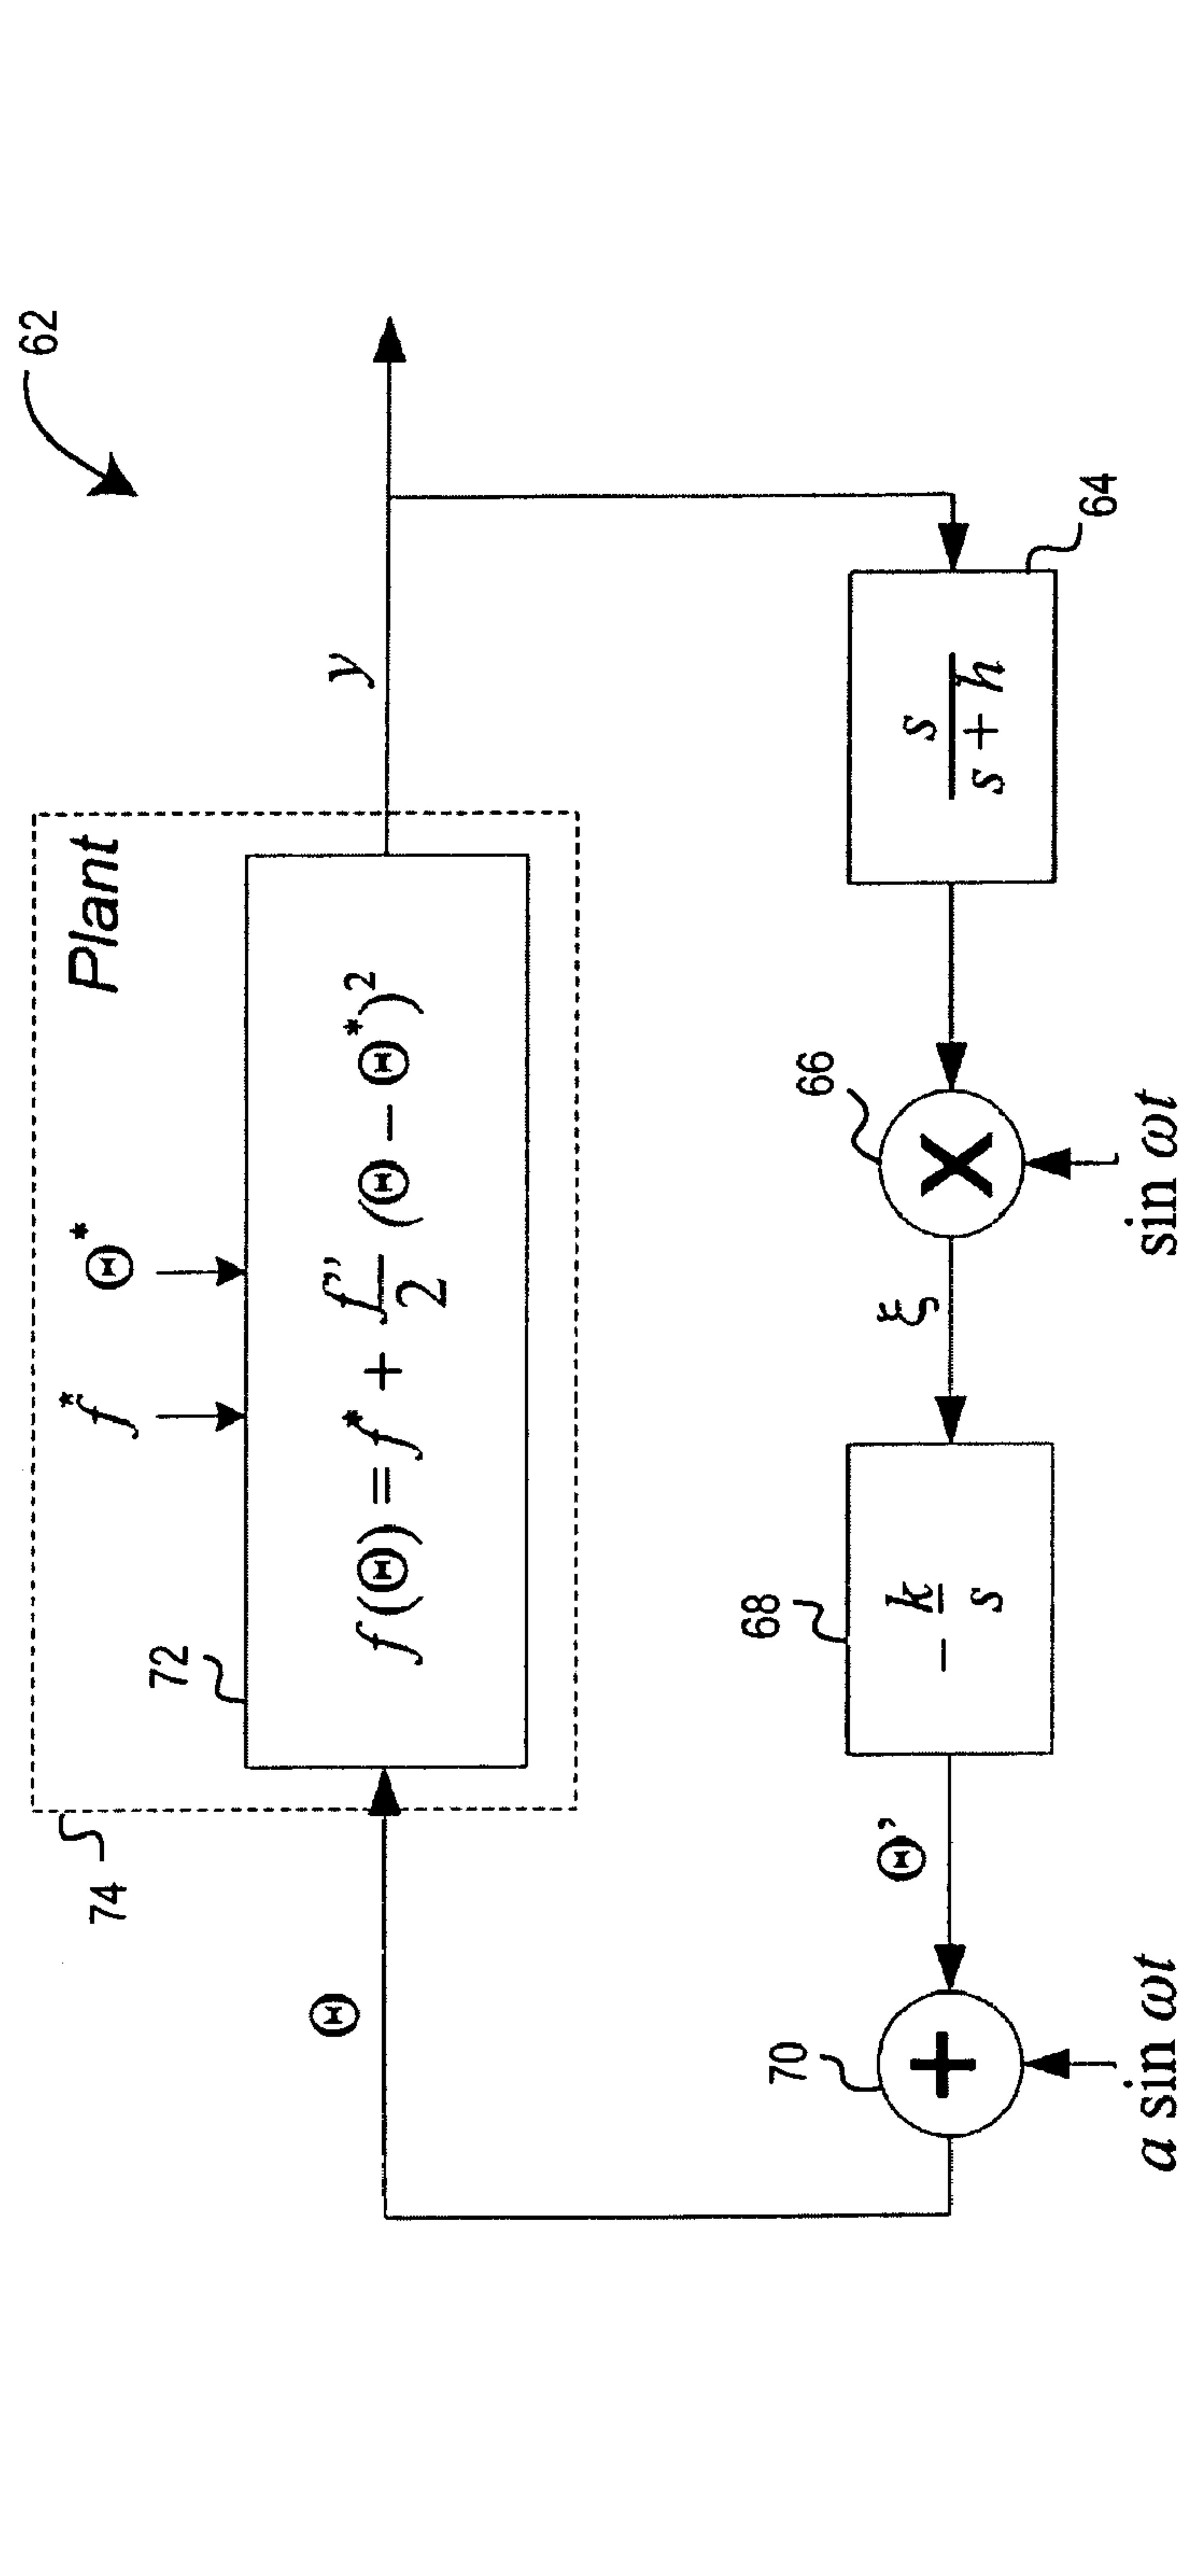 62
74
Plant
f* Θ*
72
f(Θ) = f* + f''/2 (Θ − Θ*)²
Θ
y
70
Θ'
68
− k/s
ξ
66
X
s/(s + h)
64
+
a sin ωt
sin ωt